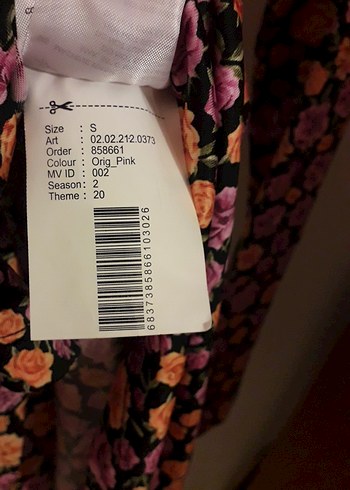 Size : S
Art : 02.02.212.0373
Order : 858661
Colour : Orig_Pink
MV ID : 002
Season : 2
Theme : 20
6837385866103026